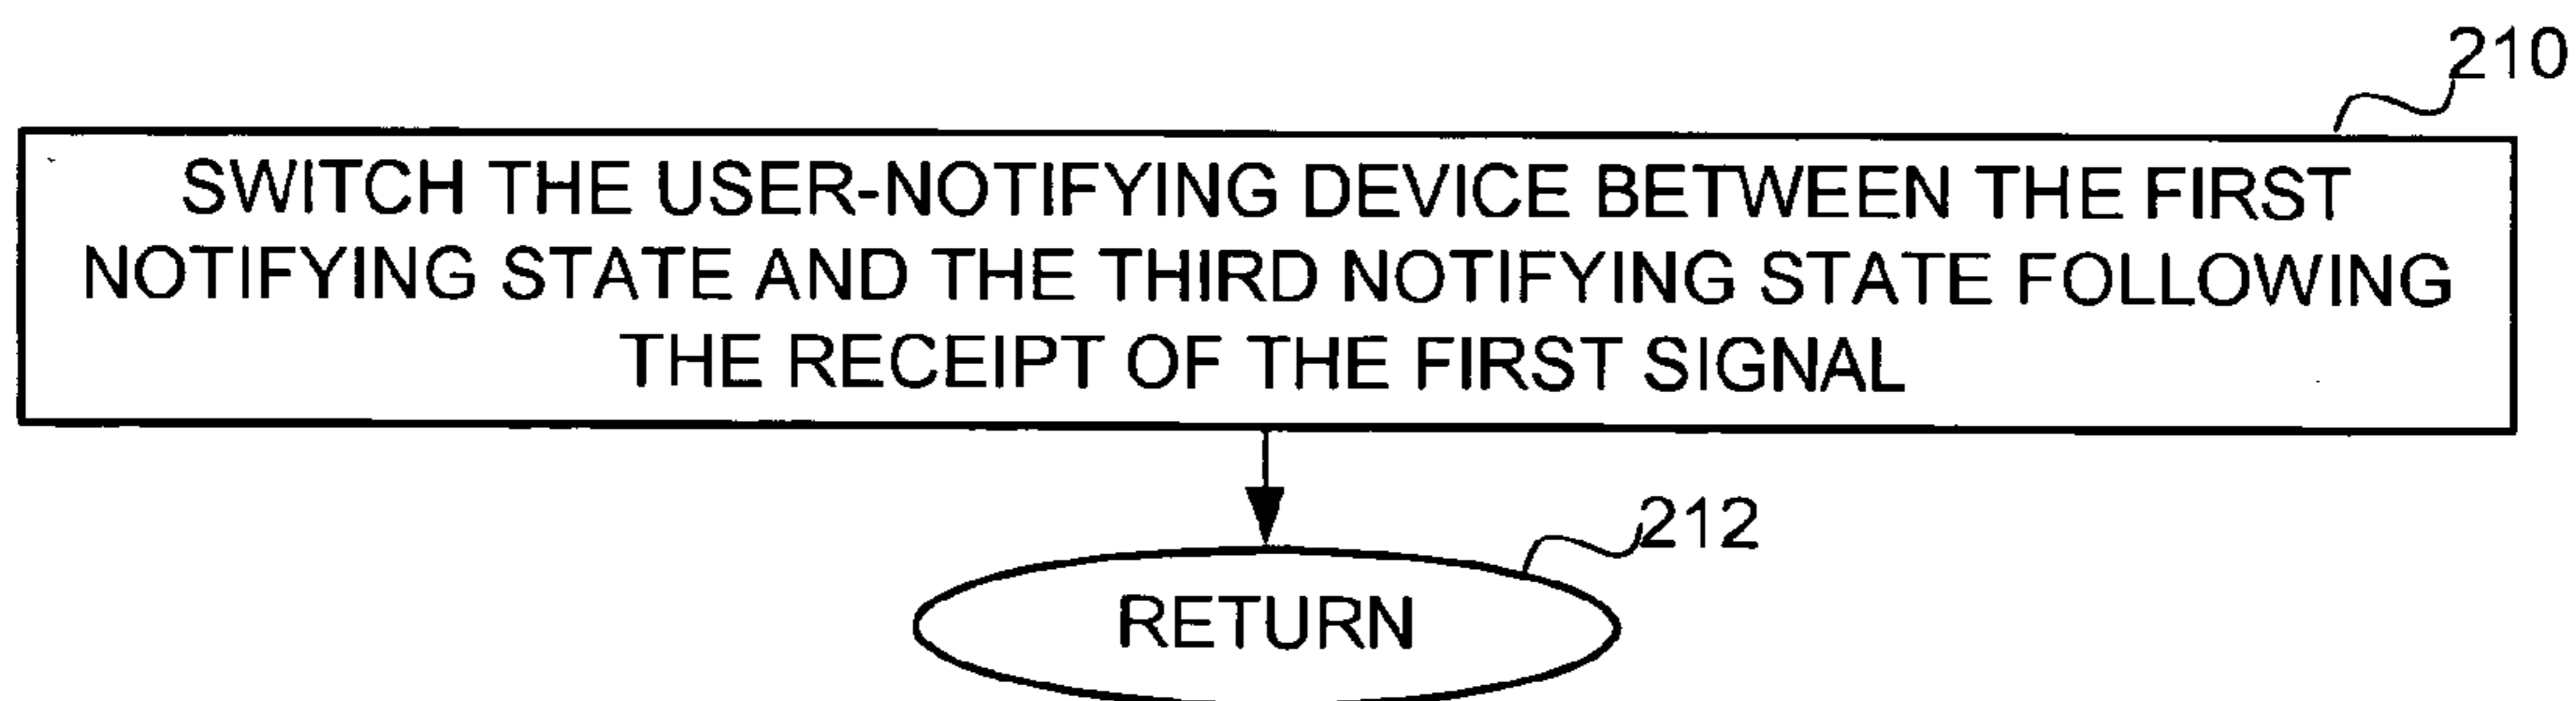 210
SWITCH THE USER-NOTIFYING DEVICE BETWEEN THE FIRST
NOTIFYING STATE AND THE THIRD NOTIFYING STATE FOLLOWING
THE RECEIPT OF THE FIRST SIGNAL
212
RETURN